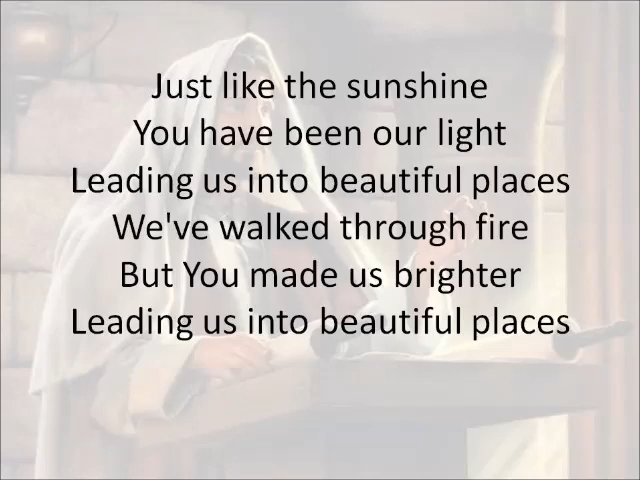 Just like the sunshine
You have been our light
Leading us into beautiful places
We've walked through fire
But You made us brighter
Leading us into beautiful places